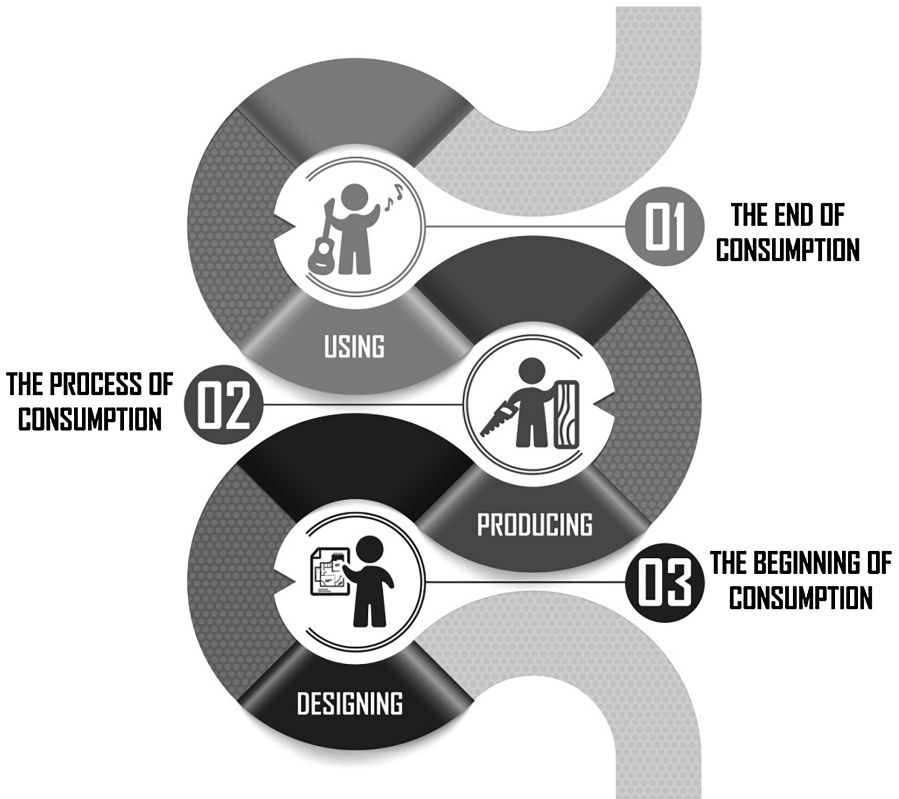 01
THE END OF
CONSUMPTION
USING
THE PROCESS OF
CONSUMPTION
02
PRODUCING
03
THE BEGINNING OF
CONSUMPTION
DESIGNING